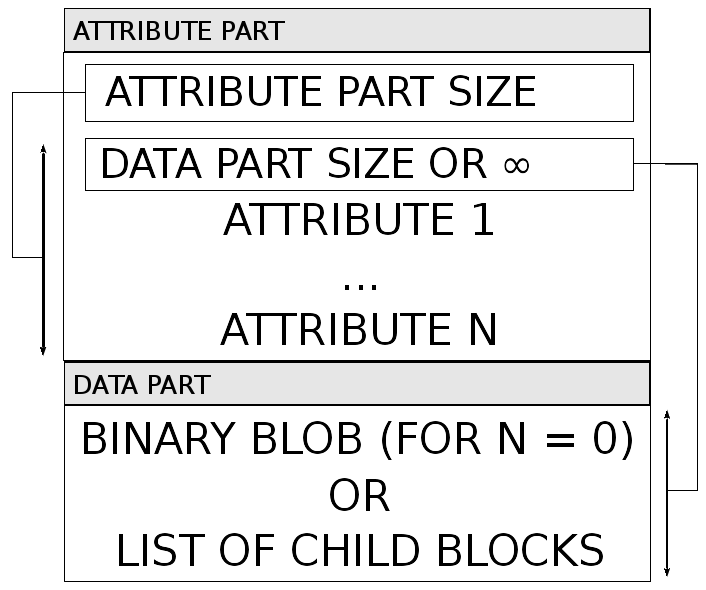 ATTRIBUTE PART
ATTRIBUTE PART SIZE
DATA PART SIZE OR ∞
ATTRIBUTE 1
...
ATTRIBUTE N
DATA PART
BINARY BLOB (FOR N = 0)
OR
LIST OF CHILD BLOCKS